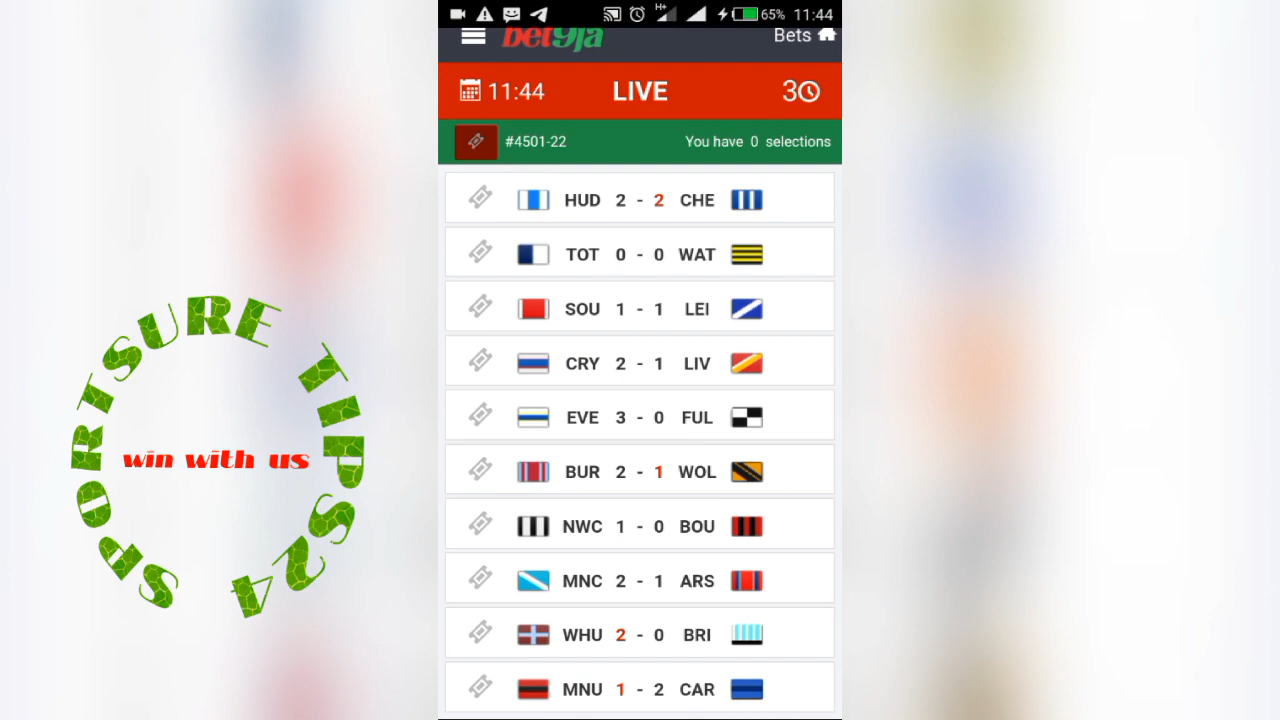 H+ 65% 11:44
bet9ja Bets
11:44 LIVE 3
#4501-22 You have 0 selections
HUD 2 - 2 CHE
TOT 0 - 0 WAT
SOU 1 - 1 LEI
CRY 2 - 1 LIV
EVE 3 - 0 FUL
BUR 2 - 1 WOL
NWC 1 - 0 BOU
MNC 2 - 1 ARS
WHU 2 - 0 BRI
MNU 1 - 2 CAR
SPORTSURE TIPS24
win with us